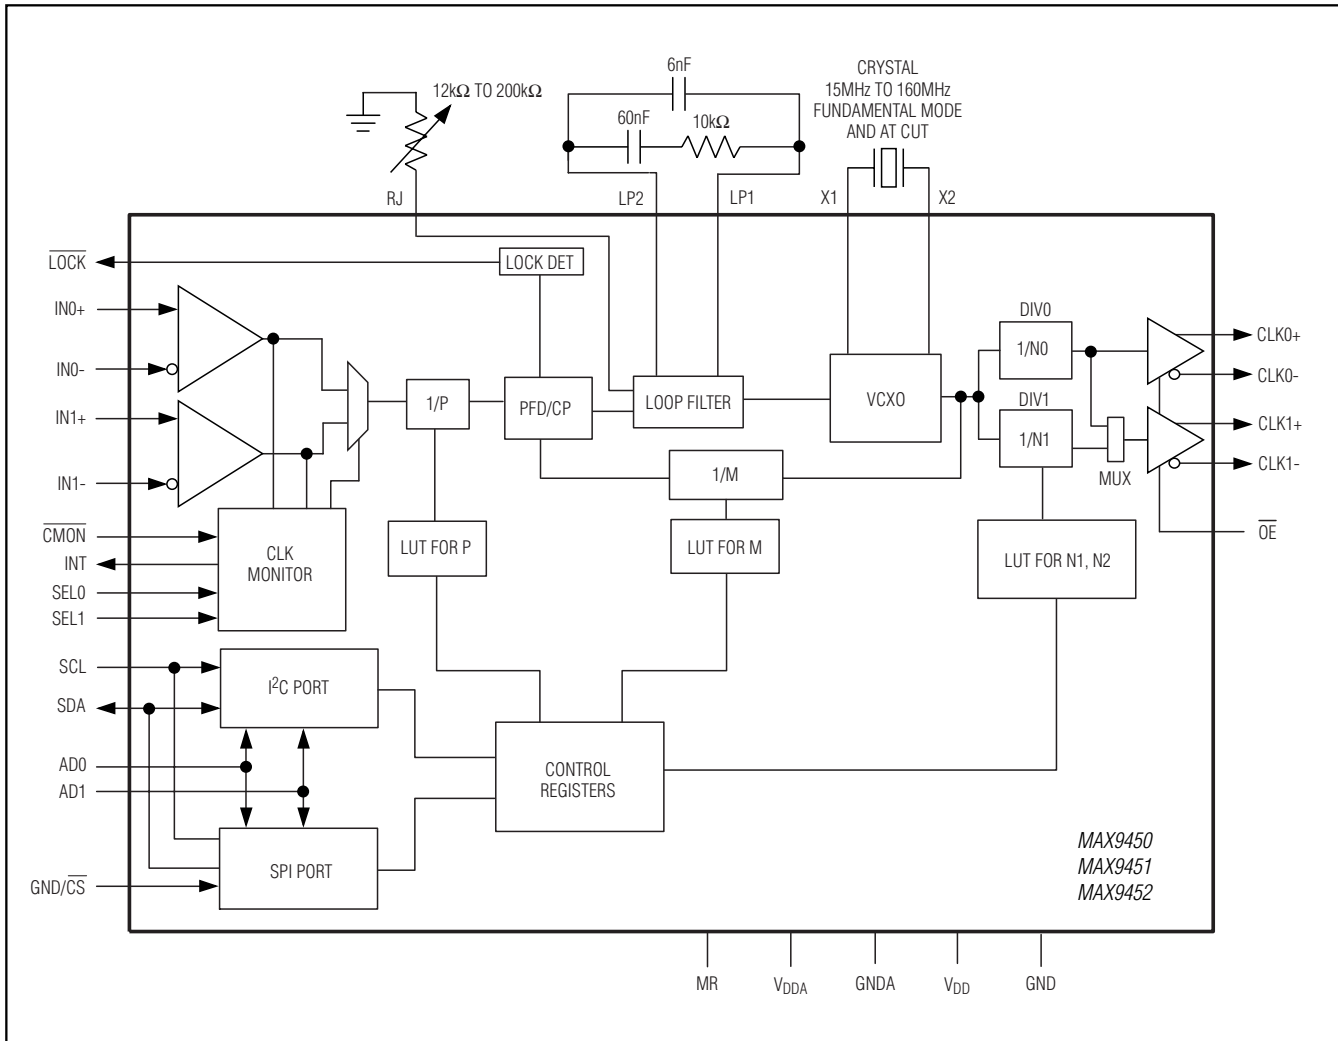 6nF
CRYSTAL
15MHz TO 160MHz
FUNDAMENTAL MODE
AND AT CUT
12kΩ TO 200kΩ
60nF
10kΩ
RJ
LP2
LP1
X1
X2
LOCK
LOCK DET
IN0+
DIV0
CLK0+
1/N0
IN0-
CLK0-
1/P
PFD/CP
LOOP FILTER
VCXO
DIV1
IN1+
CLK1+
1/N1
CLK1-
1/M
MUX
IN1-
CMON
OE
INT
CLK
MONITOR
LUT FOR P
LUT FOR M
LUT FOR N1, N2
SEL0
SEL1
SCL
I2C PORT
SDA
AD0
CONTROL
REGISTERS
AD1
SPI PORT
GND/CS
MAX9450
MAX9451
MAX9452
MR
VDDA
GNDA
VDD
GND